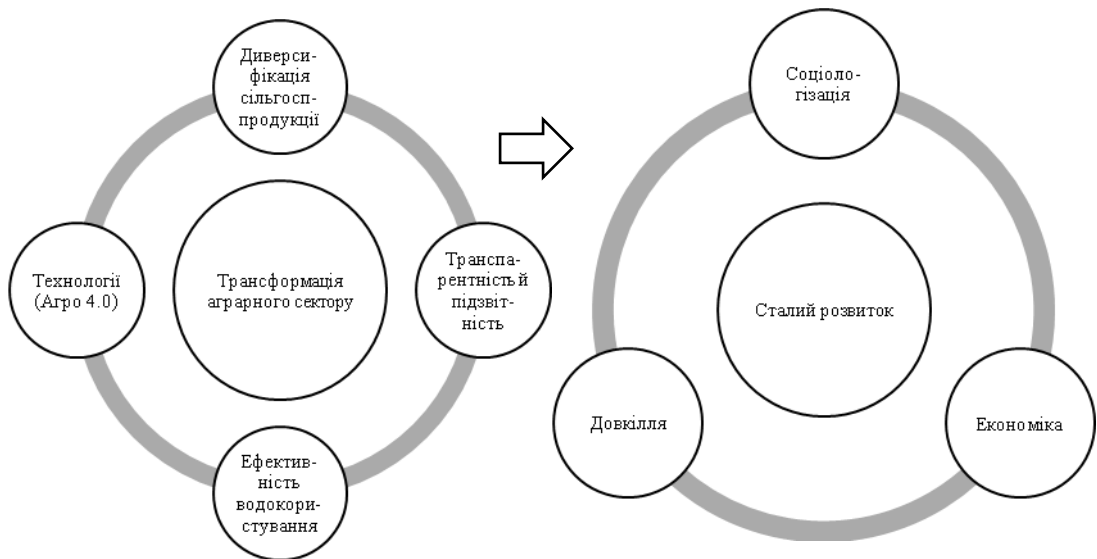 Диверси-
фікація
сільгосп-
продукції
Технології
(Агро 4.0)
Трансформація
аграрного сектору
Транспа-
рентність й
підзвіт-
ність
Ефектив-
ність
водокори-
стування
Соціоло-
гізація
Сталий розвиток
Довкілля
Економіка